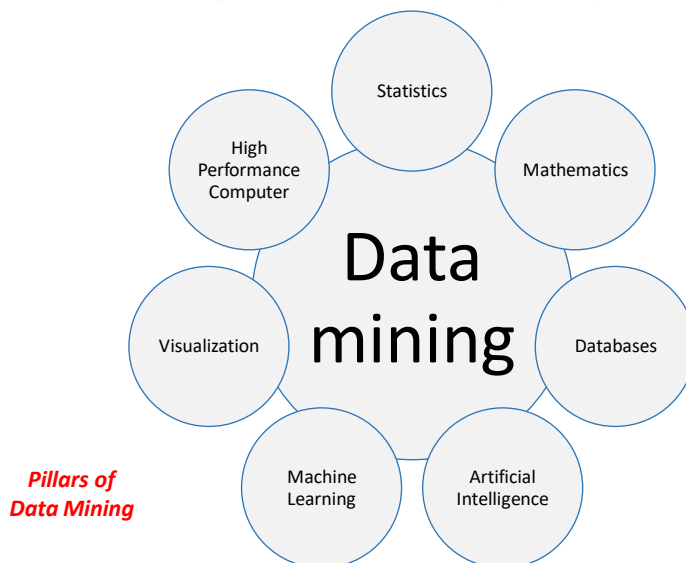 Statistics
High
Performance
Computer
Mathematics
Data
mining
Visualization
Databases
Machine
Learning
Artificial
Intelligence
Pillars of
Data Mining